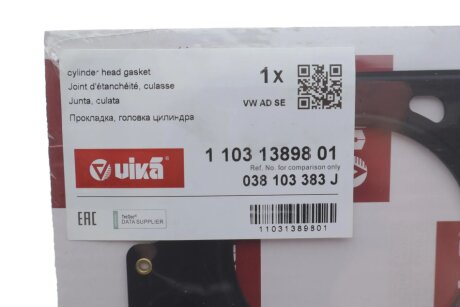 cylinder head gasket
Joint d'étanchéité, culasse
Junta, culata
Прокладка, головка цилиндра
1 x
VW AD SE
vika
1 103 13898 01
Ref. No. for comparison only
038 103 383 J
EAC
TecDoc
DATA SUPPLIER
11031389801